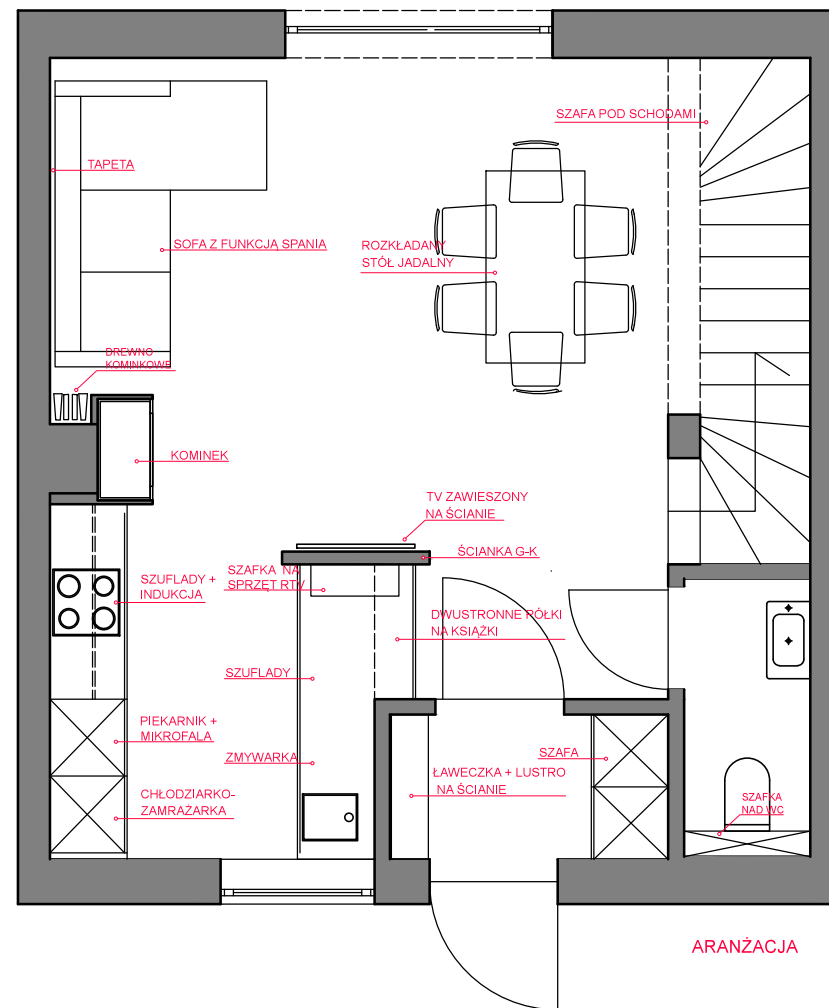 SZAFA POD SCHODAMI
TAPETA
SOFA Z FUNKCJĄ SPANIA
ROZKŁADANY
STÓŁ JADALNY
DREWNO
KOMINKOWE
KOMINEK
TV ZAWIESZONY
NA ŚCIANIE
ŚCIANKA G-K
SZAFKA NA
SPRZĘT RTV
SZUFLADY +
INDUKCJA
DWUSTRONNE PÓŁKI
NA KSIĄŻKI
SZUFLADY
PIEKARNIK +
MIKROFALA
ZMYWARKA
SZAFA
ŁAWECZKA + LUSTRO
NA ŚCIANIE
CHŁODZIARKO-
ZAMRAŻARKA
SZAFKA
NAD WC
ARANŻACJA